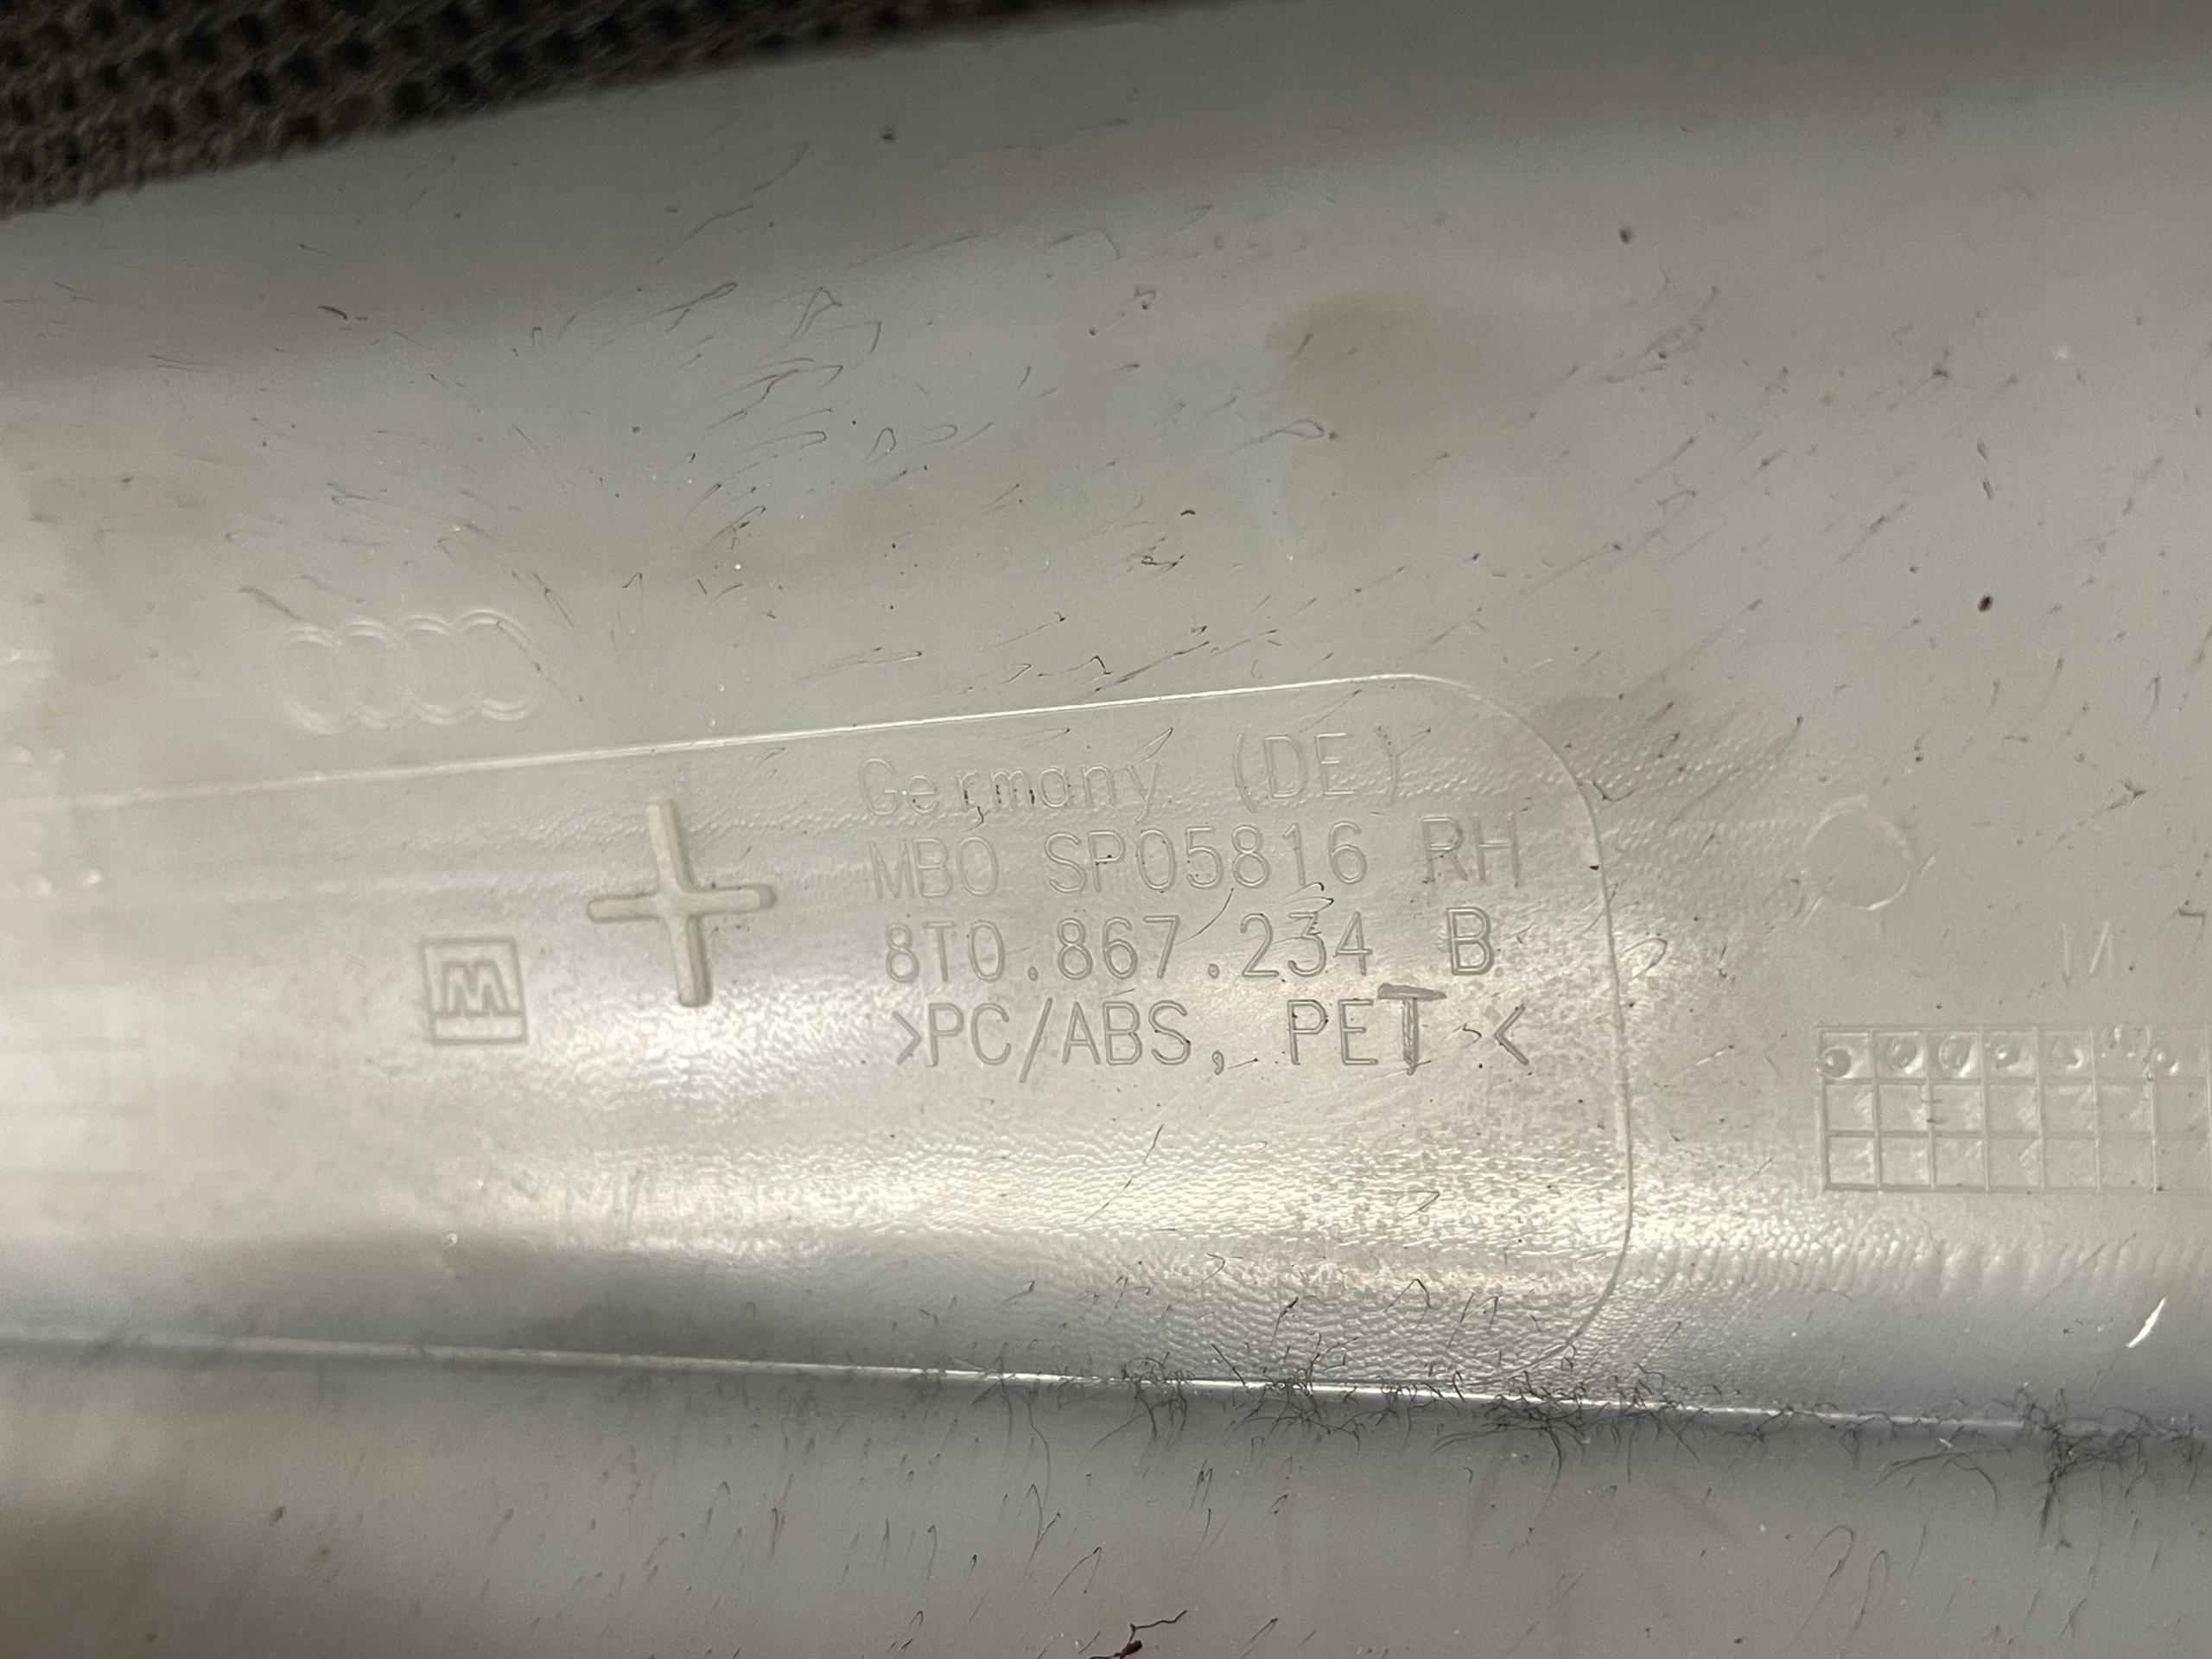 Germany (DE)
MBO SP05816 RH
8T0.867.234 B
>PC/ABS, PET <
M